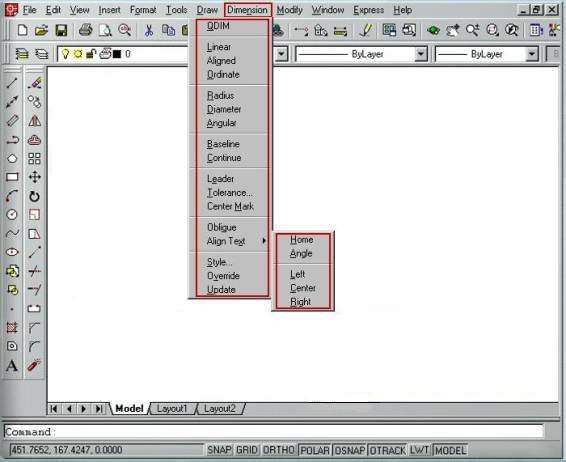 File Edit View Insert Format Tools Draw Dimension Modify Window Express Help
0 ByLayer ByLayer
QDIM
Linear
Aligned
Ordinate
Radius
Diameter
Angular
Baseline
Continue
Leader
Tolerance...
Center Mark
Oblique
Align Text
Home
Angle
Left
Center
Right
Style...
Override
Update
A
Model Layout1 Layout2
Command:
451.7652, 167.4247, 0.0000 SNAP GRID ORTHO POLAR OSNAP OTRACK LWT MODEL